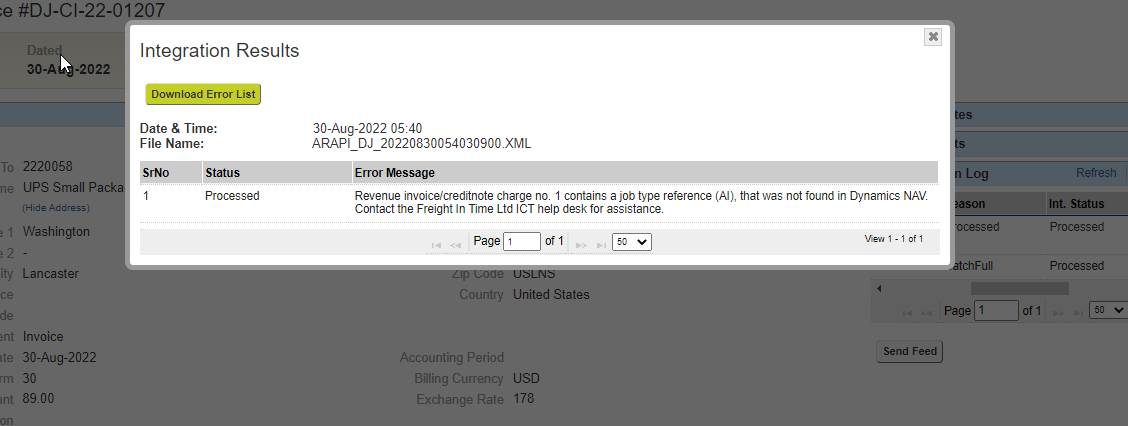 ce #DJ-CI-22-01207
Dated
30-Aug-2022
Integration Results
Download Error List
Date & Time: 30-Aug-2022 05:40
File Name: ARAPI_DJ_20220830054030900.XML
SrNo Status Error Message
1 Processed Revenue invoice/creditnote charge no. 1 contains a job type reference (AI), that was not found in Dynamics NAV.
Contact the Freight In Time Ltd ICT help desk for assistance.
Page 1 of 1 50 View 1 - 1 of 1
To 2220058
me UPS Small Packa
(Hide Address)
e 1 Washington
e 2 -
ity Lancaster
ce
de
ent Invoice
ate 30-Aug-2022
rm 30
unt 89.00
ion
Zip Code USLNS
Country United States
Accounting Period
Billing Currency USD
Exchange Rate 178
tes
ts
on Log Refresh
eason Int. Status
rocessed Processed
atchFull Processed
Page 1 of 1 50
Send Feed